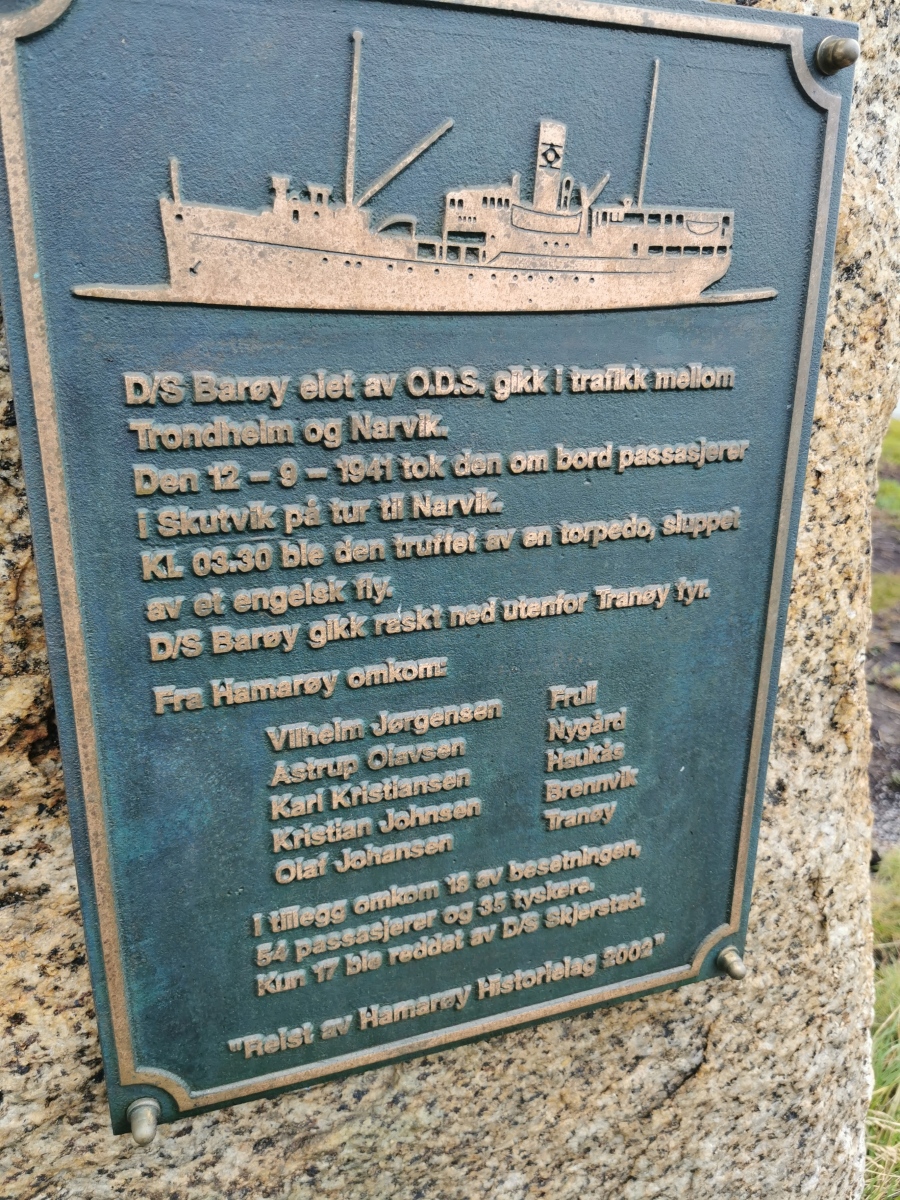 D/S Barøy eiet av O.D.S. gikk i trafikk mellom
Trondheim og Narvik.
Den 12 – 9 – 1941 tok den om bord passasjerer
i Skutvik på tur til Narvik.
Kl. 03.30 ble den truffet av en torpedo, sluppet
av et engelsk fly.
D/S Barøy gikk raskt ned utenfor Tranøy fyr.
Fra Hamarøy omkom:
Vilhelm Jørgensen Frull
Astrup Olavsen Nygård
Karl Kristiansen Haukås
Kristian Johnsen Brennvik
Olaf Johansen Tranøy
I tillegg omkom 18 av besetningen,
54 passasjerer og 35 tyskere.
Kun 17 ble reddet av D/S Skjerstad.
"Reist av Hamarøy Historielag 2002"